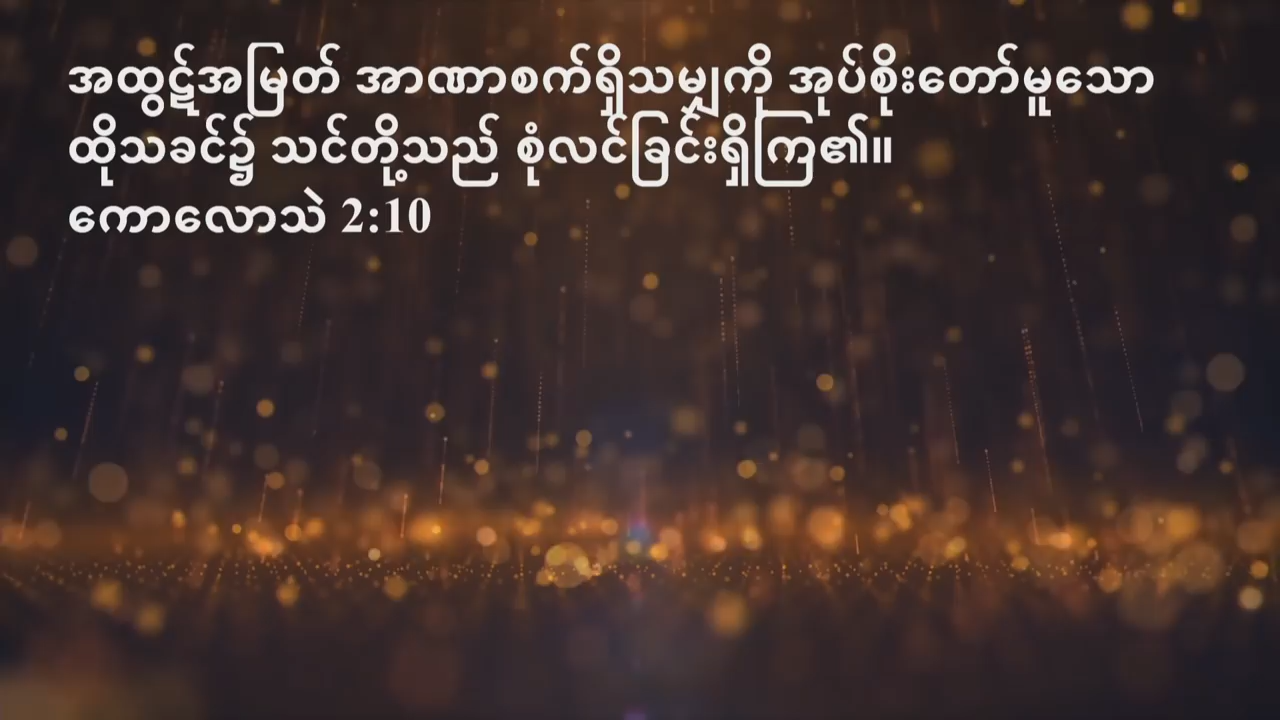 အထွဋ်အမြတ် အာဏာစက်ရှိသမျှကို အုပ်စိုးတော်မူသော
ထိုသခင်၌ သင်တို့သည် စုံလင်ခြင်းရှိကြ၏။
ကောလောသဲ 2:10